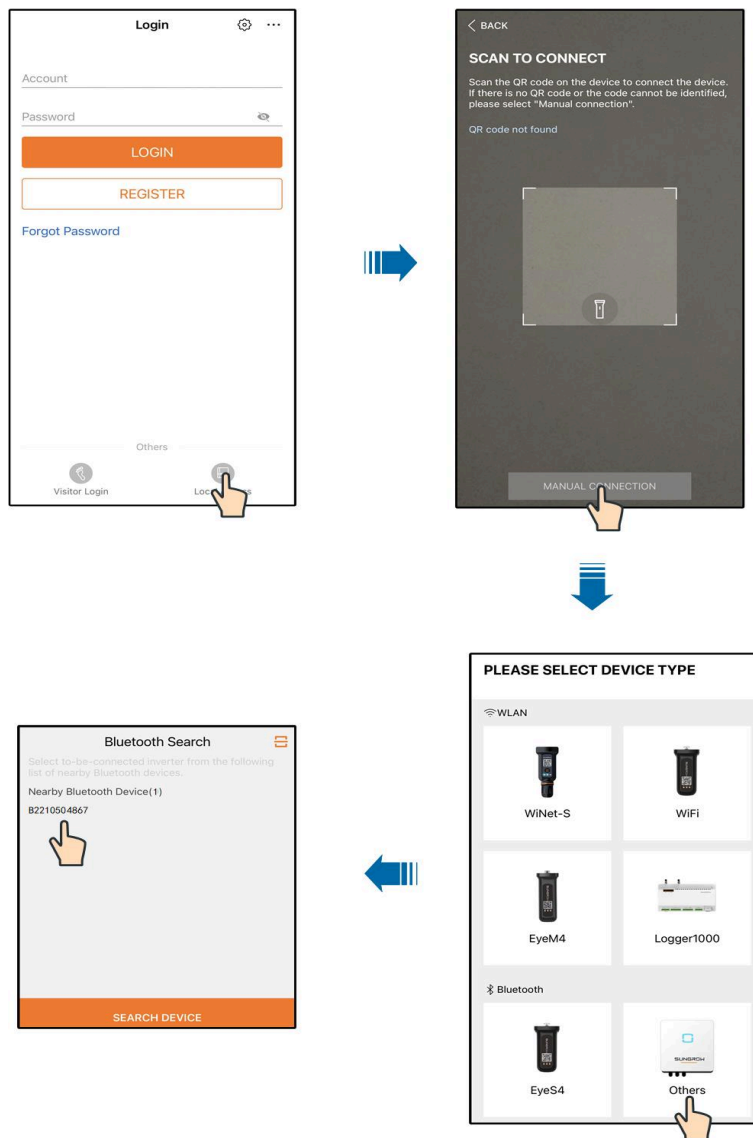 Login
Account
Password
LOGIN
REGISTER
Forgot Password
Others
Visitor Login
BACK
SCAN TO CONNECT
Scan the QR code on the device to connect the device.
If there is no QR code or the code cannot be identified,
please select "Manual connection".
QR code not found
MANUAL CONNECTION
PLEASE SELECT DEVICE TYPE
WLAN
WiNet-S
WiFi
EyeM4
Logger1000
Bluetooth
EyeS4
SUNGROW
Others
Bluetooth Search
Select to-be-connected inverter from the following
list of nearby Bluetooth devices.
Nearby Bluetooth Device(1)
B2210504867
SEARCH DEVICE